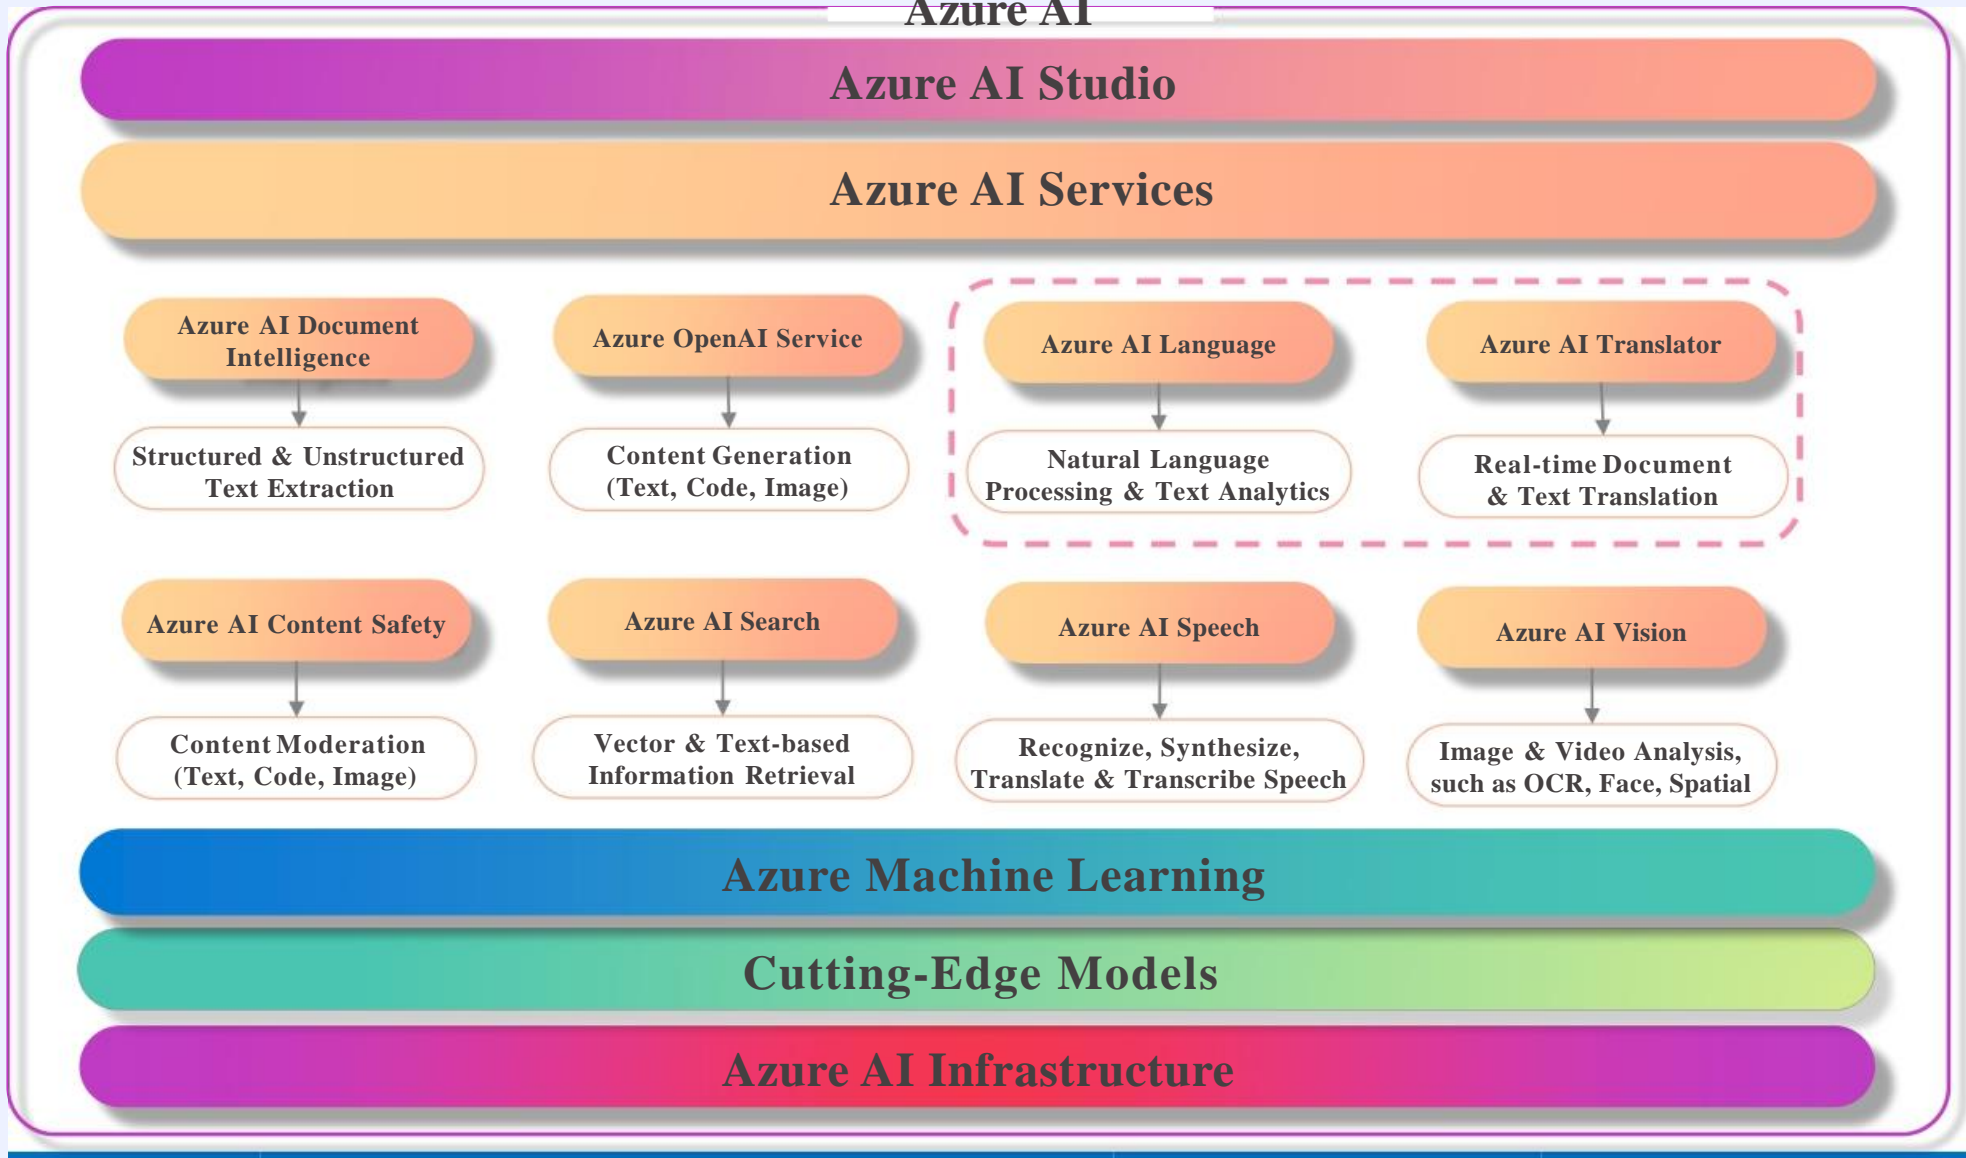 Azure AI
Azure AI Studio
Azure AI Services
Azure AI Document
Intelligence
Azure OpenAI Service
Azure AI Language
Azure AI Translator
Structured & Unstructured
Text Extraction
Content Generation
(Text, Code, Image)
Natural Language
Processing & Text Analytics
Real-time Document
& Text Translation
Azure AI Content Safety
Azure AI Search
Azure AI Speech
Azure AI Vision
Content Moderation
(Text, Code, Image)
Vector & Text-based
Information Retrieval
Recognize, Synthesize,
Translate & Transcribe Speech
Image & Video Analysis,
such as OCR, Face, Spatial
Azure Machine Learning
Cutting-Edge Models
Azure AI Infrastructure